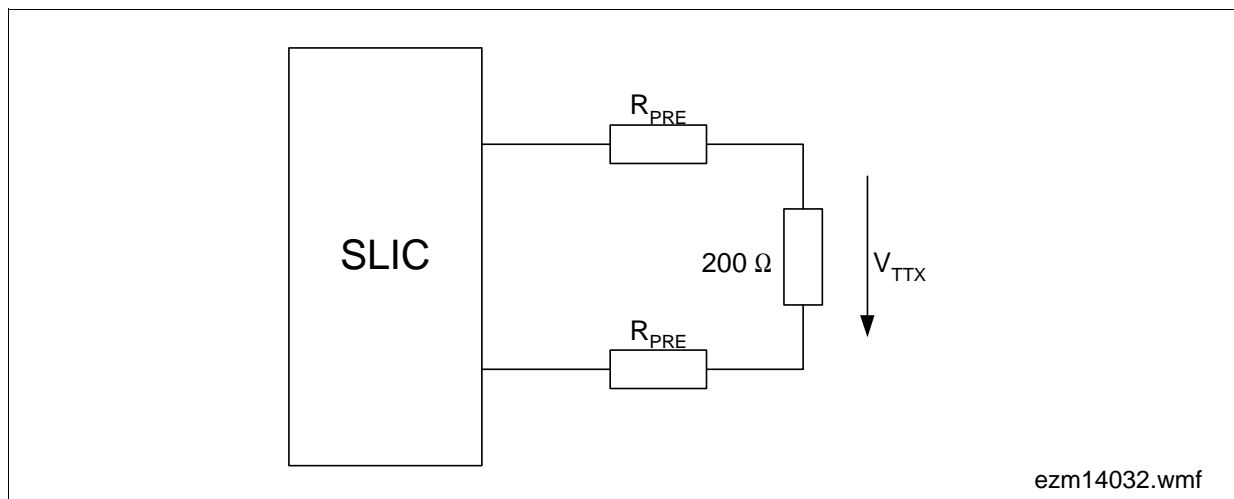 R_PRE
SLIC
200 Ω
V_TTX
R_PRE
ezm14032.wmf